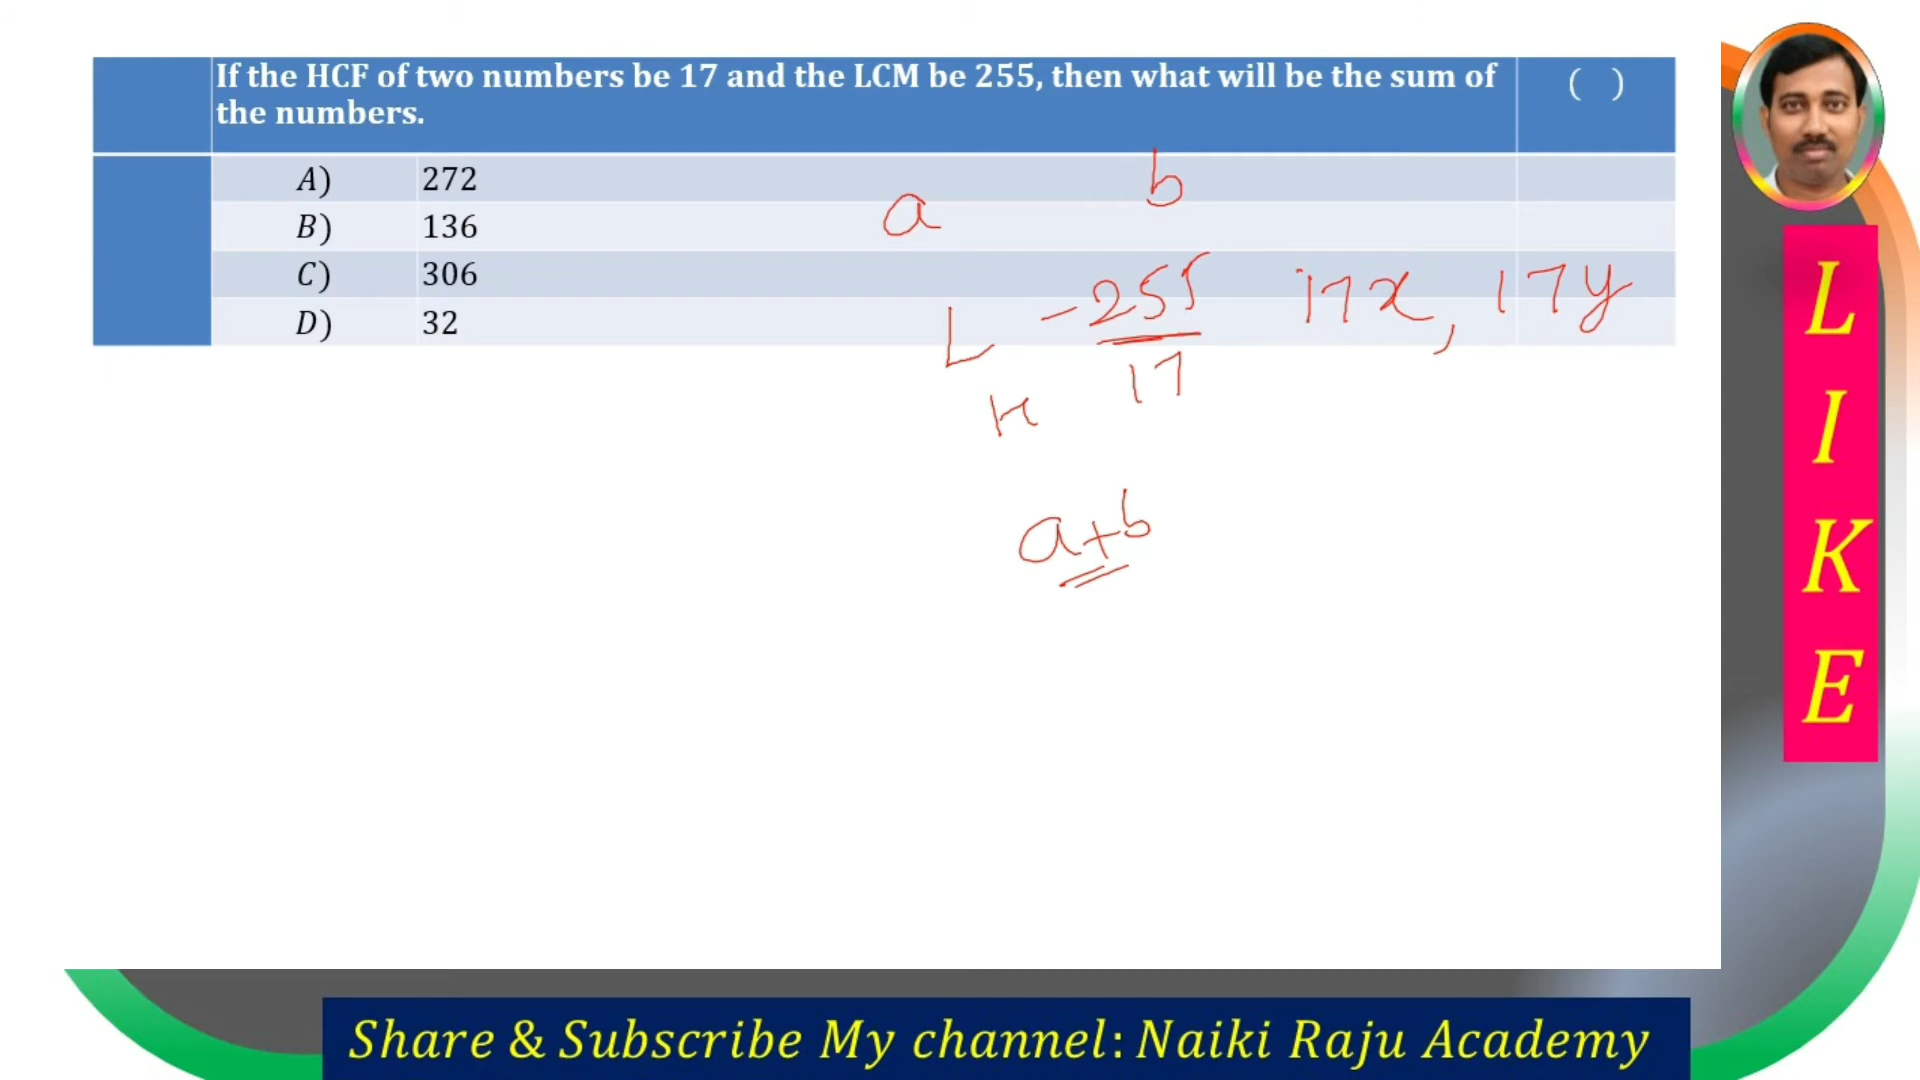 If the HCF of two numbers be 17 and the LCM be 255, then what will be the sum of
the numbers.
( )
A) 272
B) 136
C) 306
D) 32
a b
L - 255 17x, 17y
H 17
a+b
L
I
K
E
Share & Subscribe My channel: Naiki Raju Academy